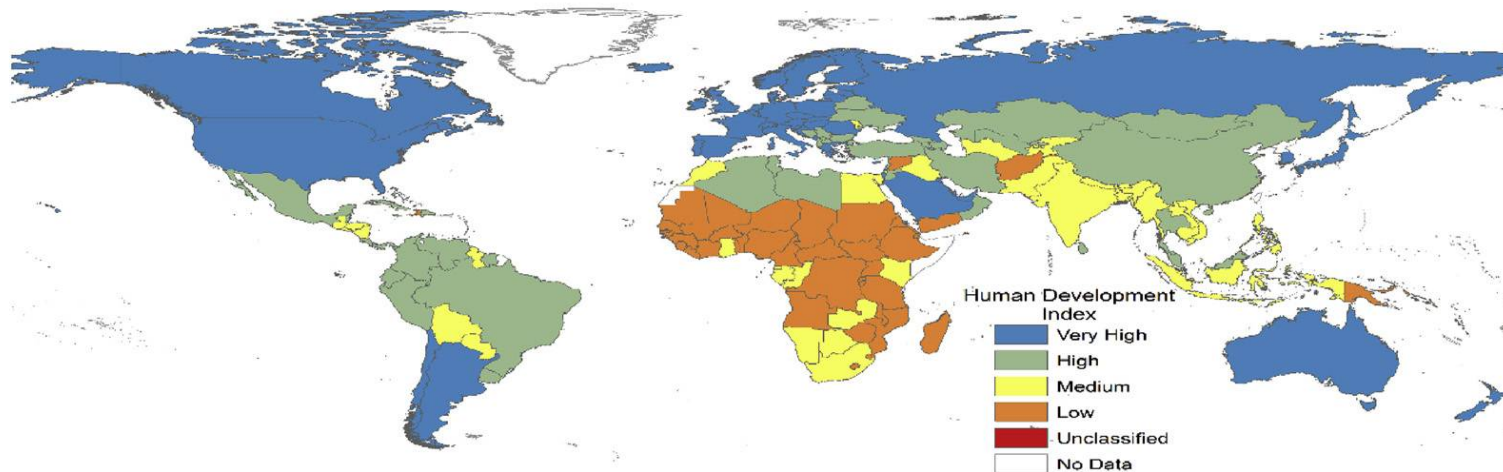 Human Development
Index
Very High
High
Medium
Low
Unclassified
No Data